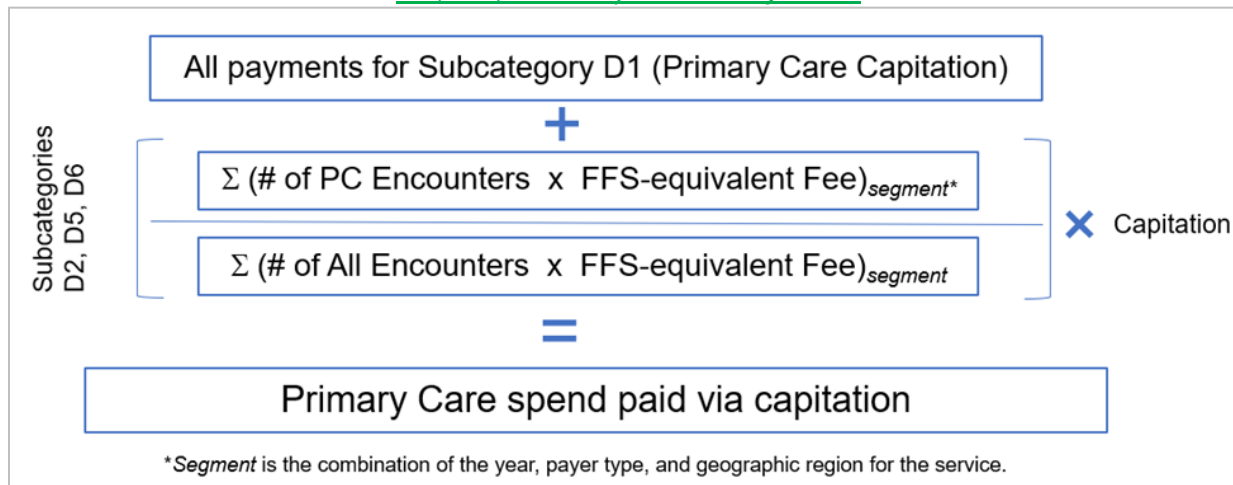 All payments for Subcategory D1 (Primary Care Capitation)
+
Subcategories
D2, D5, D6
Σ (# of PC Encounters x FFS-equivalent Fee)segment*
Σ (# of All Encounters x FFS-equivalent Fee)segment
× Capitation
=
Primary Care spend paid via capitation
*Segment is the combination of the year, payer type, and geographic region for the service.